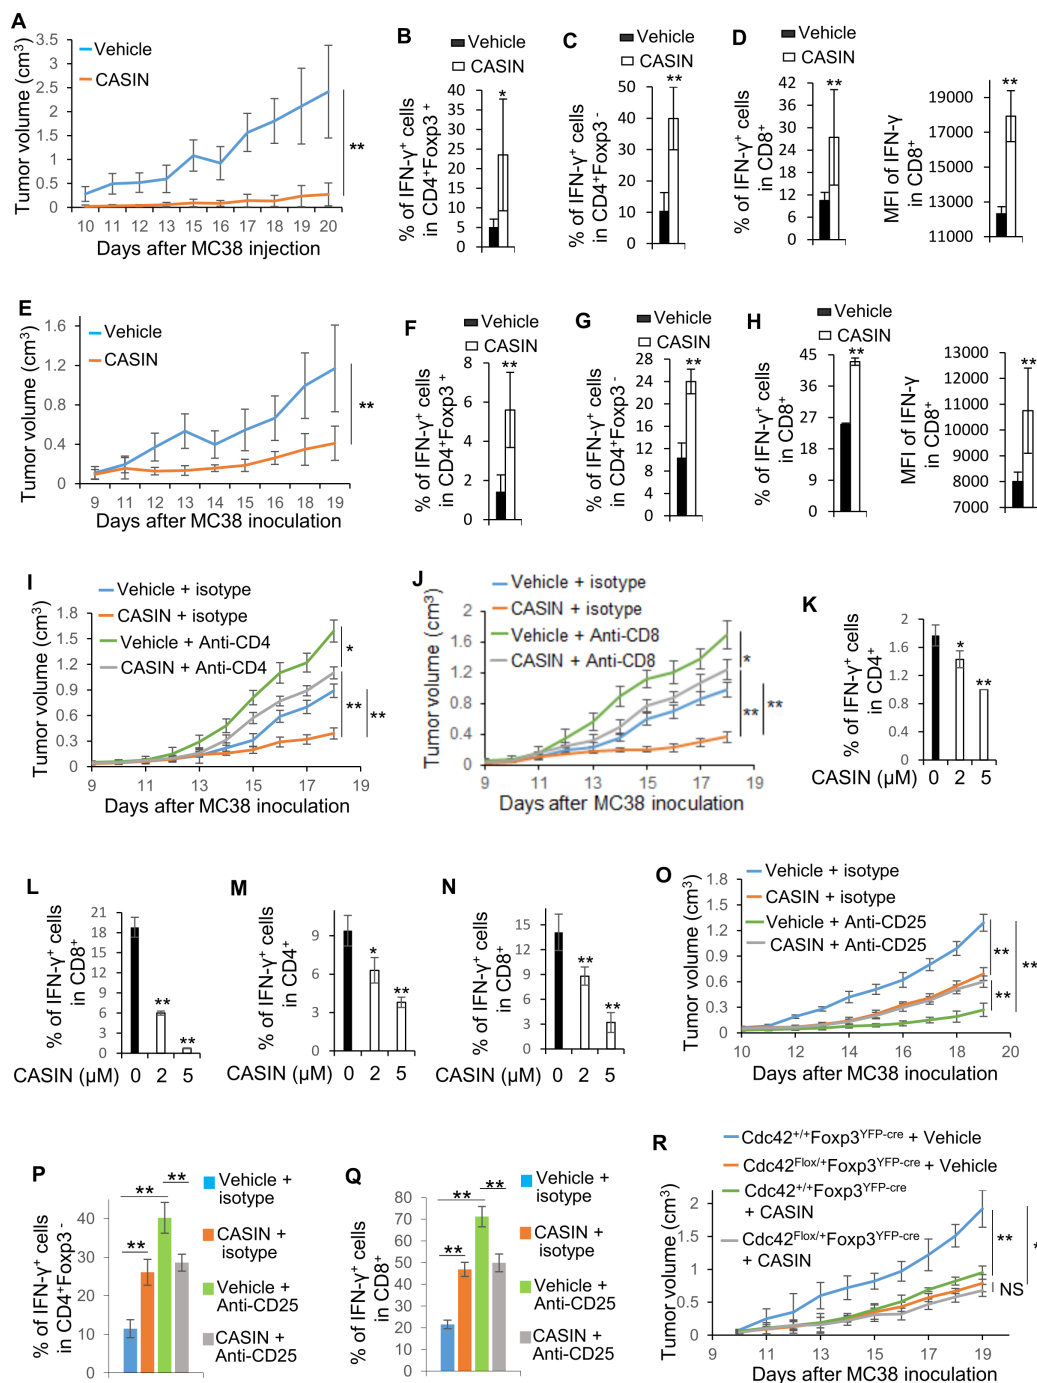 A
Tumor volume (cm3)
3.5
3
2.5
2
1.5
1
0.5
0
Vehicle
CASIN
**
10 11 12 13 14 15 16 17 18 19 20
Days after MC38 injection
B
Vehicle
CASIN
% of IFN-γ+ cells
in CD4+Foxp3+
40
35
30
25
20
15
10
5
0
*
C
Vehicle
CASIN
% of IFN-γ+ cells
in CD4+Foxp3-
50
40
30
20
10
0
**
D
Vehicle
CASIN
% of IFN-γ+ cells
in CD8+
42
36
30
24
18
12
6
0
**
MFI of IFN-γ
in CD8+
19000
17000
15000
13000
11000
**
E
Tumor volume (cm3)
1.6
1.2
0.8
0.4
0
Vehicle
CASIN
**
9 11 12 13 14 15 16 17 18 19
Days after MC38 inoculation
F
Vehicle
CASIN
% of IFN-γ+ cells
in CD4+Foxp3+
8
6
4
2
0
**
G
Vehicle
CASIN
% of IFN-γ+ cells
in CD4+Foxp3-
28
24
20
16
12
8
4
0
**
H
Vehicle
CASIN
% of IFN-γ+ cells
in CD8+
45
36
27
18
9
0
**
MFI of IFN-γ
in CD8+
13000
12000
11000
10000
9000
8000
7000
**
I
Vehicle + isotype
CASIN + isotype
Vehicle + Anti-CD4
CASIN + Anti-CD4
Tumor volume (cm3)
1.8
1.5
1.2
0.9
0.6
0.3
0
*
**
**
9 11 13 15 17 19
Days after MC38 inoculation
J
Vehicle + isotype
CASIN + isotype
Vehicle + Anti-CD8
CASIN + Anti-CD8
Tumor volume (cm3)
2
1.6
1.2
0.8
0.4
0
*
**
**
9 11 13 15 17 19
Days after MC38 inoculation
K
% of IFN-γ+ cells
in CD4+
2
1.6
1.2
0.8
0.4
0
*
**
CASIN (µM) 0 2 5
L
% of IFN-γ+ cells
in CD8+
21
18
15
12
9
6
3
0
**
**
CASIN (µM) 0 2 5
M
% of IFN-γ+ cells
in CD4+
9
6
3
0
*
**
CASIN (µM) 0 2 5
N
% of IFN-γ+ cells
in CD8+
15
12
9
6
3
0
**
**
CASIN (µM) 0 2 5
O
Vehicle + isotype
CASIN + isotype
Vehicle + Anti-CD25
CASIN + Anti-CD25
Tumor volume (cm3)
1.8
1.5
1.2
0.9
0.6
0.3
0
**
**
**
10 12 14 16 18 20
Days after MC38 inoculation
P
% of IFN-γ+ cells
in CD4+Foxp3-
40
30
20
10
0
**
**
**
Vehicle +
isotype
CASIN +
isotype
Vehicle +
Anti-CD25
CASIN +
Anti-CD25
Q
% of IFN-γ+ cells
in CD8+
80
70
60
50
40
30
20
10
0
**
**
**
Vehicle +
isotype
CASIN +
isotype
Vehicle +
Anti-CD25
CASIN +
Anti-CD25
R
Cdc42+/+Foxp3YFP-cre + Vehicle
Cdc42Flox/+Foxp3YFP-cre + Vehicle
Cdc42+/+Foxp3YFP-cre
+ CASIN
Cdc42Flox/+Foxp3YFP-cre
+ CASIN
Tumor volume (cm3)
2
1.5
1
0.5
0
**
*
NS
9 11 13 15 17 19
Days after MC38 inoculation